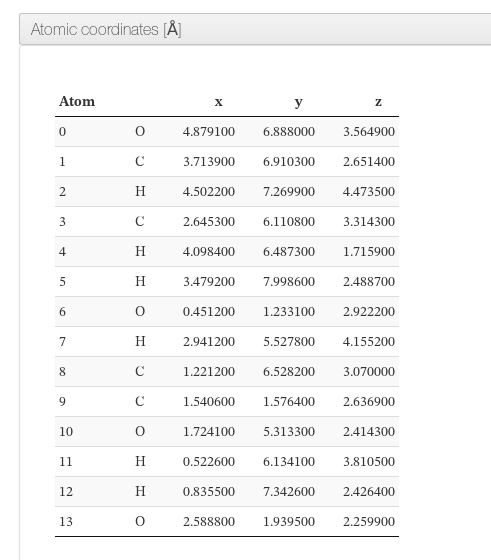 Atomic coordinates [Å]
Atom x y z
0 O 4.879100 6.888000 3.564900
1 C 3.713900 6.910300 2.651400
2 H 4.502200 7.269900 4.473500
3 C 2.645300 6.110800 3.314300
4 H 4.098400 6.487300 1.715900
5 H 3.479200 7.998600 2.488700
6 O 0.451200 1.233100 2.922200
7 H 2.941200 5.527800 4.155200
8 C 1.221200 6.528200 3.070000
9 C 1.540600 1.576400 2.636900
10 O 1.724100 5.313300 2.414300
11 H 0.522600 6.134100 3.810500
12 H 0.835500 7.342600 2.426400
13 O 2.588800 1.939500 2.259900